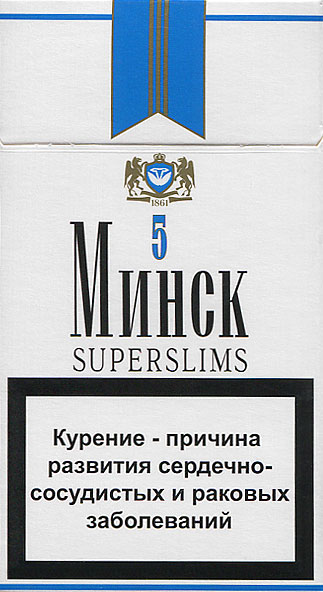 1861
5
Минск
SUPERSLIMS
Курение - причина
развития сердечно-
сосудистых и раковых
заболеваний